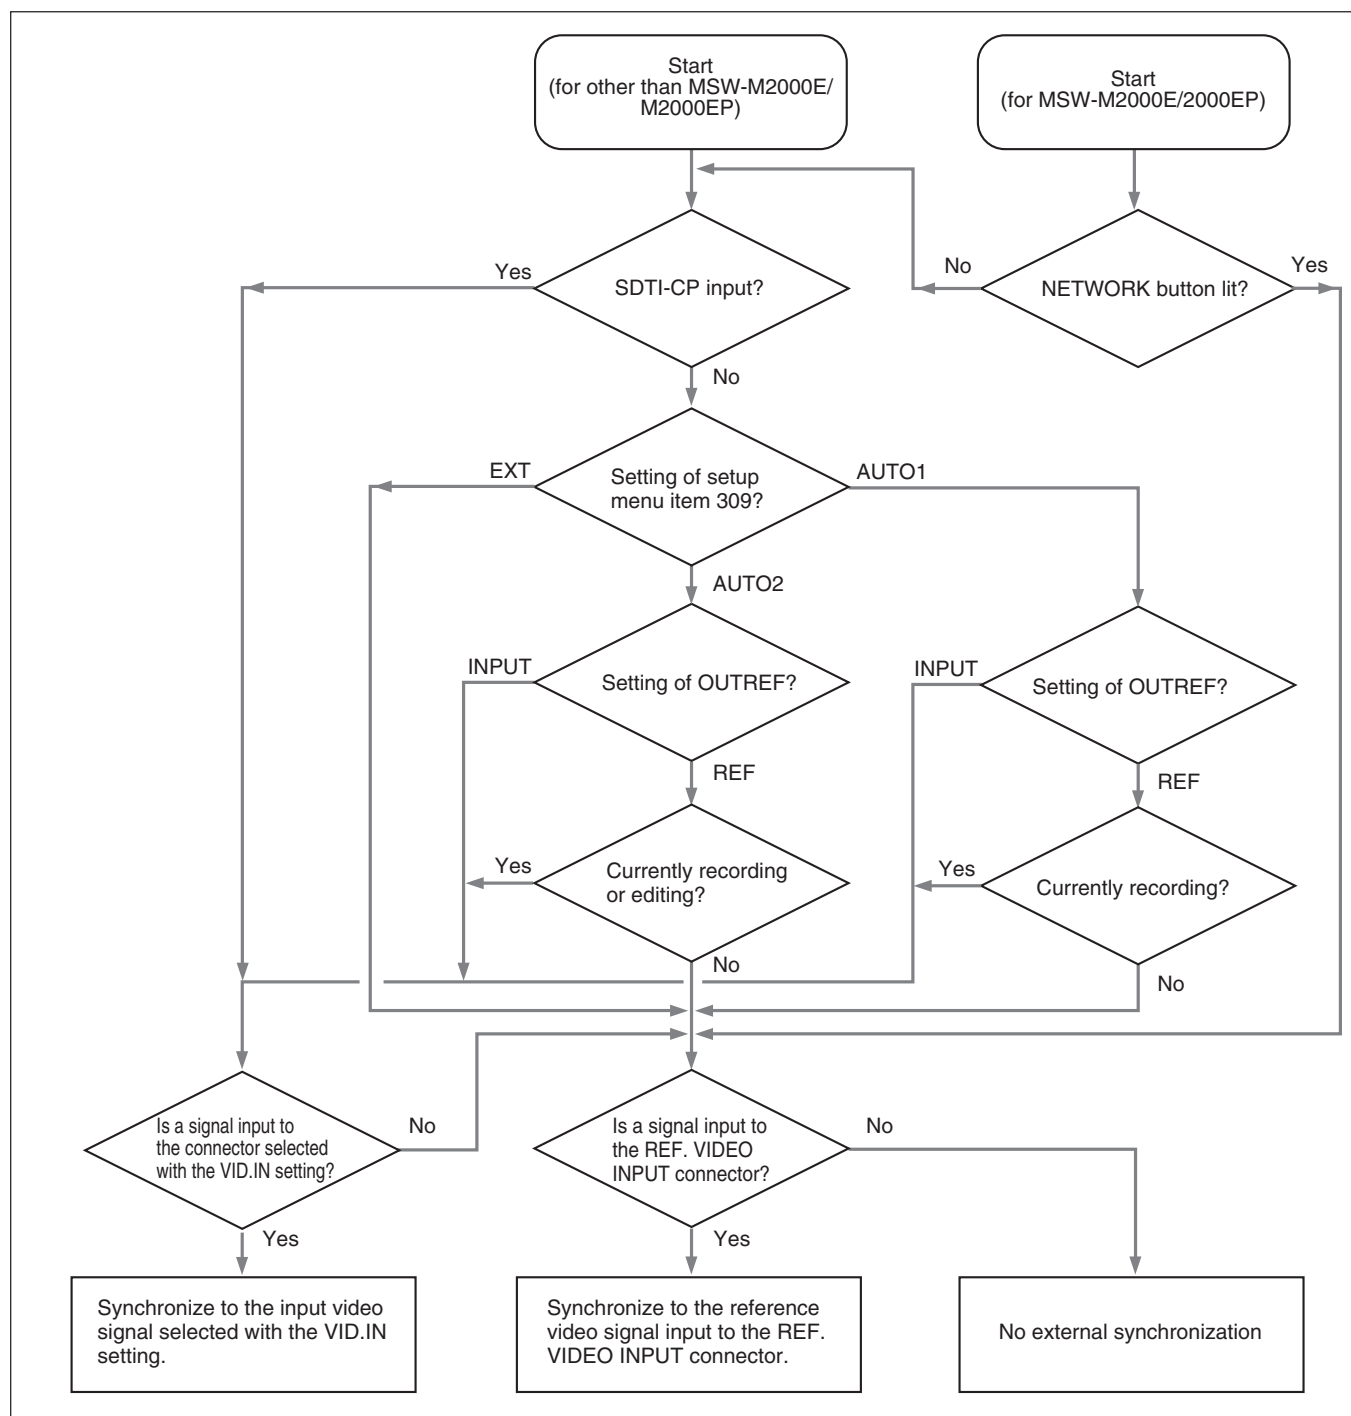 Start
(for other than MSW-M2000E/
M2000EP)
Start
(for MSW-M2000E/2000EP)
Yes
SDTI-CP input?
No
NETWORK button lit?
Yes
No
EXT
Setting of setup
menu item 309?
AUTO1
AUTO2
INPUT
Setting of OUTREF?
INPUT
Setting of OUTREF?
REF
REF
Yes
Currently recording
or editing?
Yes
Currently recording?
No
No
Is a signal input to
the connector selected
with the VID.IN setting?
No
Is a signal input to
the REF. VIDEO
INPUT connector?
No
Yes
Yes
Synchronize to the input video
signal selected with the VID.IN
setting.
Synchronize to the reference
video signal input to the REF.
VIDEO INPUT connector.
No external synchronization